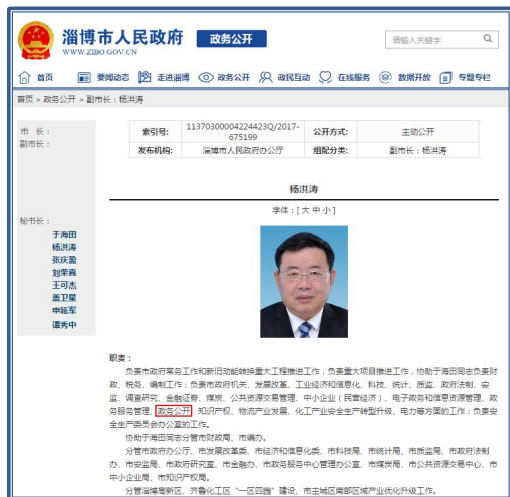 淄博市人民政府 政务公开 请输入关键字
WWW.ZIBO.GOV.CN
首页 要闻动态 走进淄博 政务公开 政民互动 在线服务 数据开放 专题专栏
首页 > 政务公开 > 副市长：杨洪涛
市 长：
副市长：
秘书长：
于海田
杨洪涛
张庆盈
刘荣喜
王可杰
盖卫星
申延军
谭秀中
索引号： 11370300004224423Q/2017-675199 公开方式： 主动公开
发布机构： 淄博市人民政府办公厅 组配分类： 副市长：杨洪涛
杨洪涛
字体：[ 大 中 小 ]
职责：
负责市政府常务工作和新旧动能转换重大工程推进工作，负责重大项目推进工作，协助于海田同志负责财
政、税务、编制工作；负责市政府机关、发展改革、工业经济和信息化、科技、统计、质监、政府法制、安
监、调查研究、金融证券、煤炭、公共资源交易管理、中小企业（民营经济）、电子政务和信息资源管理、政
务服务管理、政务公开、知识产权、物流产业发展、化工产业安全生产转型升级、电力等方面的工作；负责安
全生产委员会办公室的工作。
协助于海田同志分管市财政局、市编办。
分管市政府办公厅、市发展改革委、市经济和信息化委、市科技局、市统计局、市质监局、市政府法制
办、市安监局、市政府研究室、市金融办、市政务服务中心管理办公室、市煤炭局、市公共资源交易中心、市
中小企业局、市知识产权局。
分管淄博高新区、齐鲁化工区“一区四园”建设、市主城区南部区域产业优化升级工作。